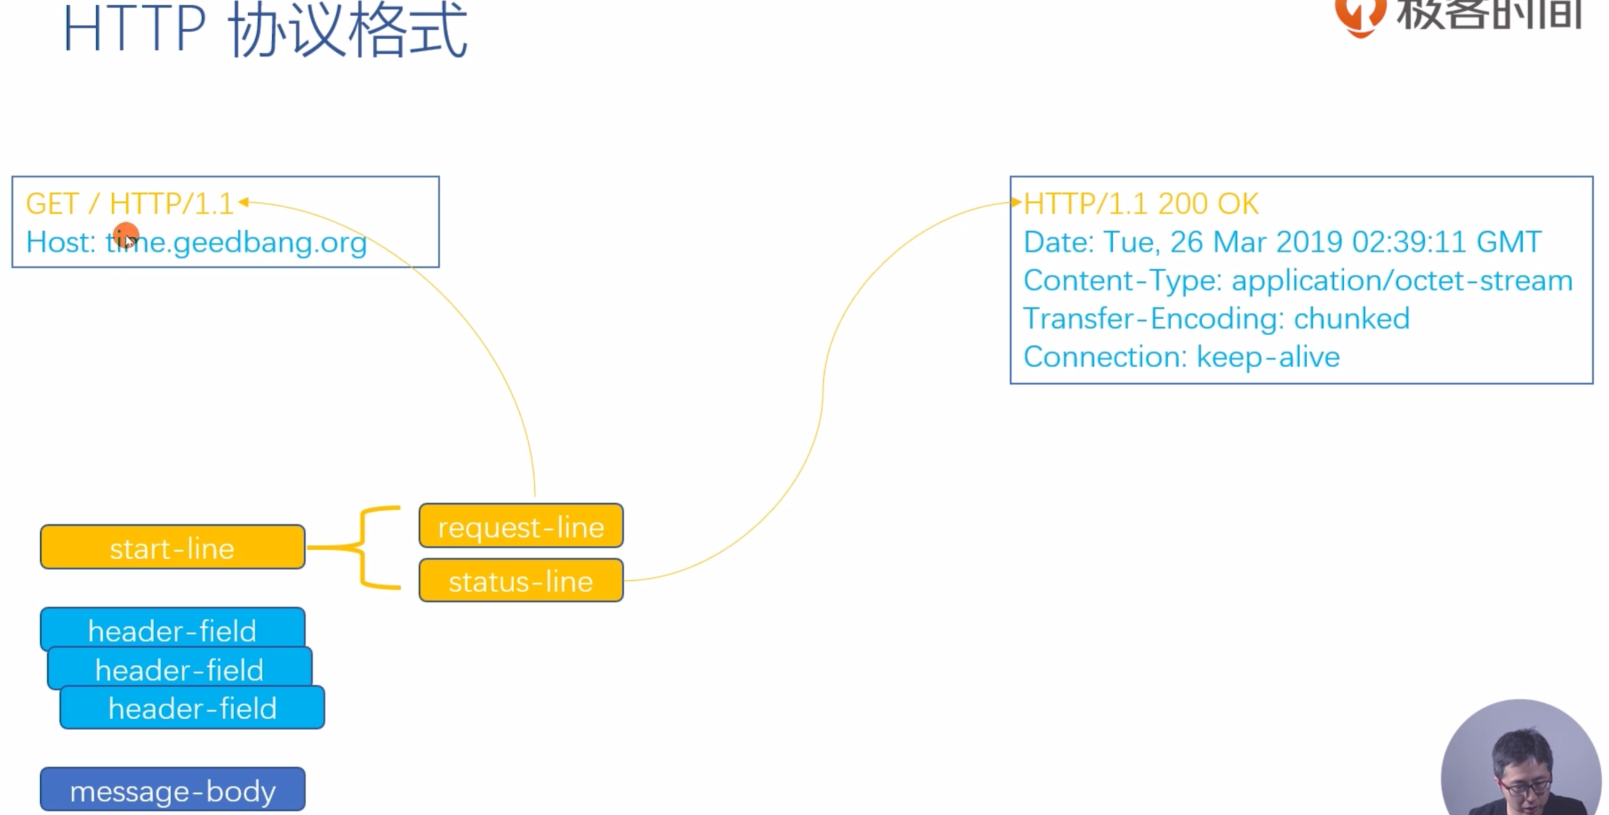 HTTP 协议格式
极客时间
GET / HTTP/1.1
Host: time.geedbang.org
HTTP/1.1 200 OK
Date: Tue, 26 Mar 2019 02:39:11 GMT
Content-Type: application/octet-stream
Transfer-Encoding: chunked
Connection: keep-alive
start-line
request-line
status-line
header-field
header-field
header-field
message-body